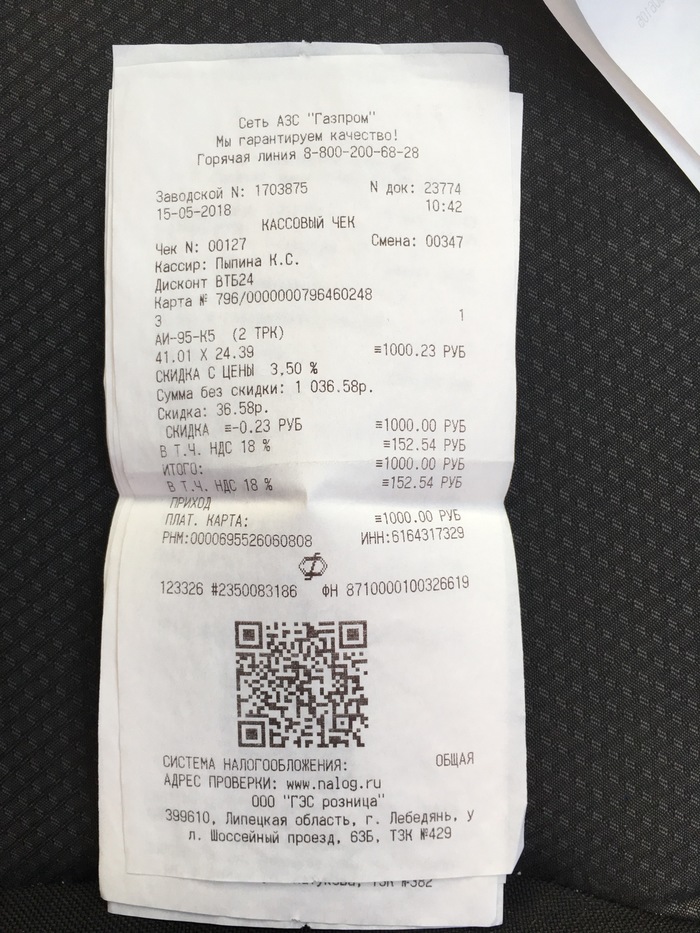 Сеть АЗС "Газпром"
Мы гарантируем качество!
Горячая линия 8-800-200-68-28
Заводской N: 1703875 N док: 23774
15-05-2018 10:42
КАССОВЫЙ ЧЕК
Чек N: 00127 Смена: 00347
Кассир: Пыпина К.С.
Дисконт ВТБ24
Карта № 796/0000000796460248
3 1
АИ-95-К5 (2 ТРК)
41.01 X 24.39 ≡1000.23 РУБ
СКИДКА С ЦЕНЫ 3,50 %
Сумма без скидки: 1 036.58р.
Скидка: 36.58р.
СКИДКА ≡-0.23 РУБ ≡1000.00 РУБ
В Т.Ч. НДС 18 % ≡152.54 РУБ
ИТОГО: ≡1000.00 РУБ
В Т.Ч. НДС 18 % ≡152.54 РУБ
ПРИХОД
ПЛАТ. КАРТА: ≡1000.00 РУБ
РНМ:0000695526060808 ИНН:6164317329
123326 #2350083186 ФН 8710000100326619
СИСТЕМА НАЛОГООБЛОЖЕНИЯ: ОБЩАЯ
АДРЕС ПРОВЕРКИ: www.nalog.ru
ООО "ГЭС розница"
399610, Липецкая область, г. Лебедянь, у
л. Шоссейный проезд, 63Б, ТЗК №429
ТЗК №382